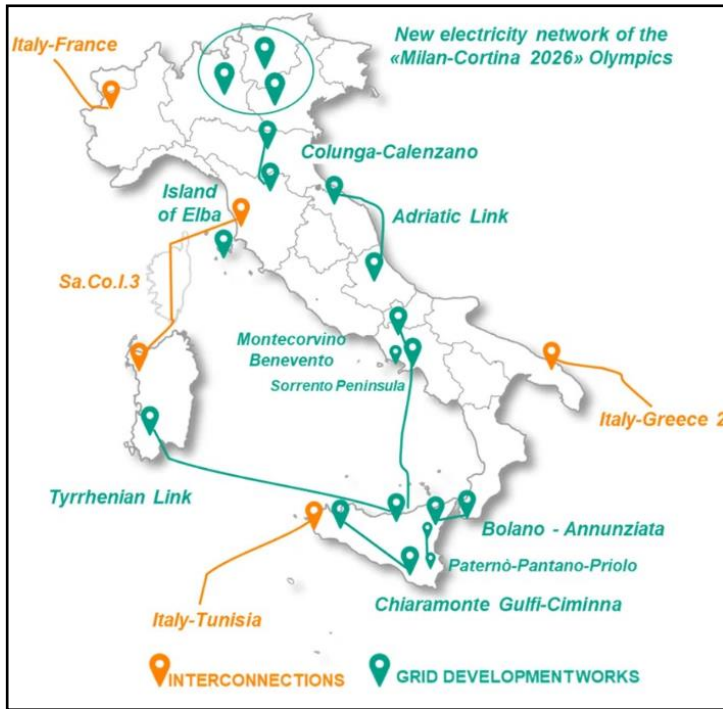 Italy-France
New electricity network of the
«Milan-Cortina 2026» Olympics
Colunga-Calenzano
Island
of Elba
Adriatic Link
Sa.Co.I.3
Montecorvino
Benevento
Sorrento Peninsula
Italy-Greece 2
Tyrrhenian Link
Bolano - Annunziata
Paternò-Pantano-Priolo
Chiaramonte Gulfi-Ciminna
Italy-Tunisia
INTERCONNECTIONS
GRID DEVELOPMENTWORKS